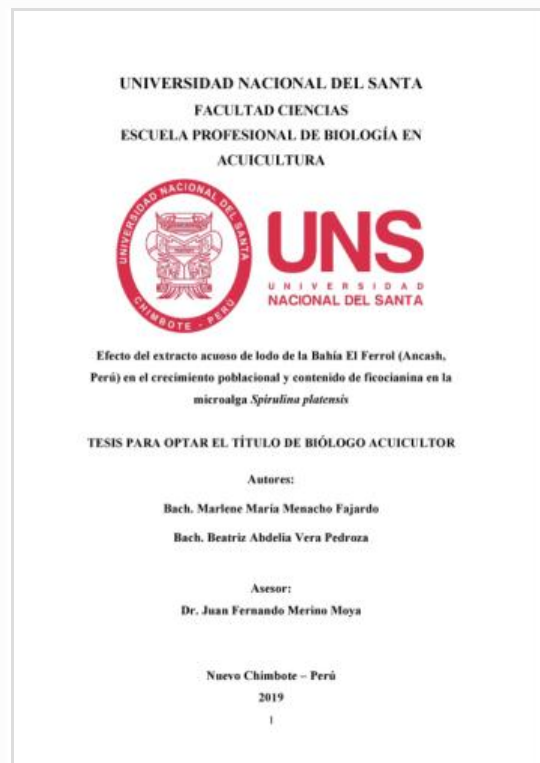 UNIVERSIDAD NACIONAL DEL SANTA
FACULTAD CIENCIAS
ESCUELA PROFESIONAL DE BIOLOGÍA EN
ACUICULTURA
UNIVERSIDAD NACIONAL DEL SANTA
CHIMBOTE - PERÚ
UNS
UNIVERSIDAD
NACIONAL DEL SANTA
Efecto del extracto acuoso de lodo de la Bahía El Ferrol (Ancash,
Perú) en el crecimiento poblacional y contenido de ficocianina en la
microalga Spirulina platensis
TESIS PARA OPTAR EL TÍTULO DE BIÓLOGO ACUICULTOR
Autores:
Bach. Marlene María Menacho Fajardo
Bach. Beatriz Abdelia Vera Pedroza
Asesor:
Dr. Juan Fernando Merino Moya
Nuevo Chimbote – Perú
2019
1